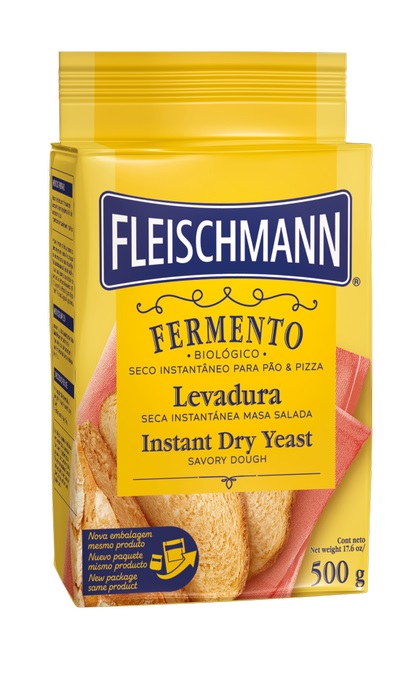 FLEISCHMANN
®
FERMENTO
• BIOLÓGICO •
SECO INSTANTÂNEO PARA PÃO & PIZZA
Levadura
SECA INSTANTÁNEA MASA SALADA
Instant Dry Yeast
SAVORY DOUGH
Nova embalagem
mesmo produto
Nuevo paquete
mismo producto
New package
same product
Cont neto
Net weight 17.6 oz/
500 g